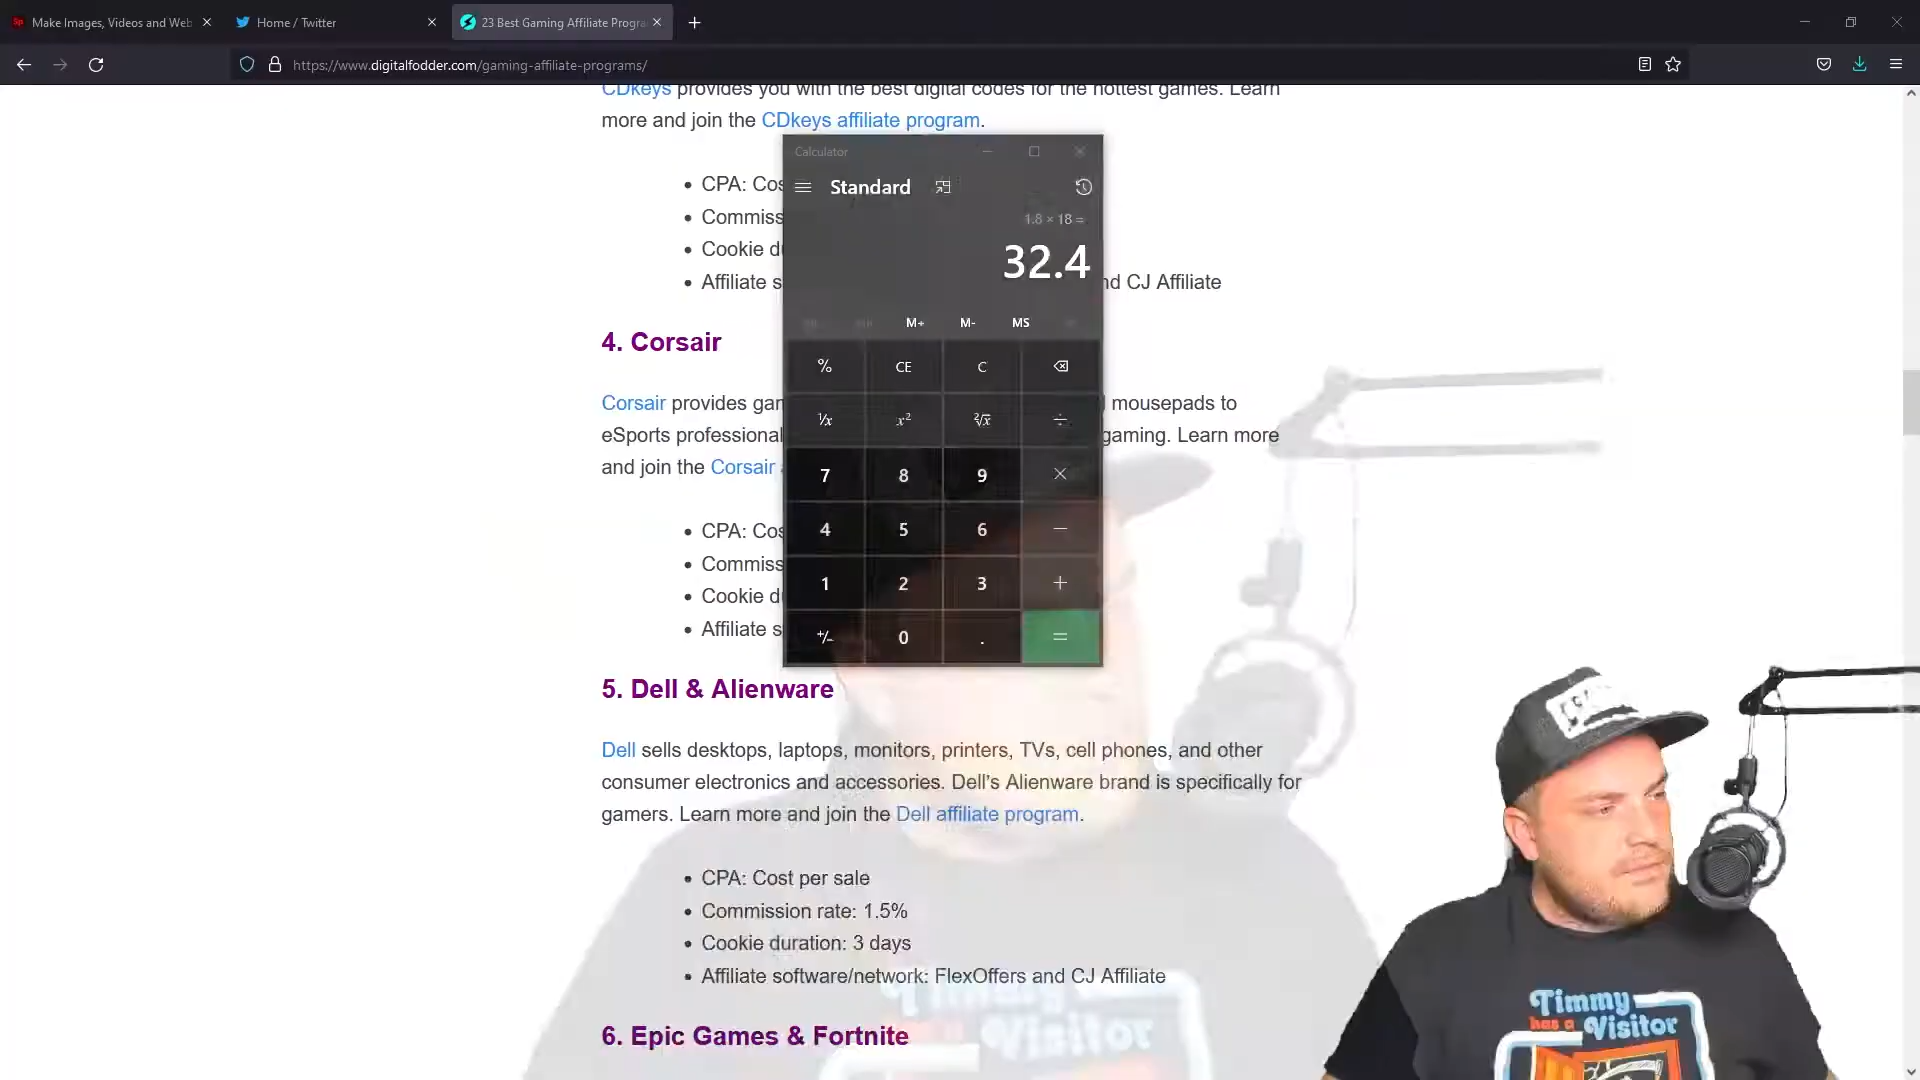 Make Images, Videos and Web
Home / Twitter
23 Best Gaming Affiliate Progra
https://www.digitalfodder.com/gaming-affiliate-programs/
CDkeys provides you with the best digital codes for the hottest games. Learn
more and join the CDkeys affiliate program.
CPA: Cos
Commiss
Cookie du
Affiliate s
nd CJ Affiliate
Calculator
Standard
1.8 × 18 =
32.4
M+ M- MS
% CE C
⅟x x² ²√x ÷
7 8 9 ×
4 5 6 −
1 2 3 +
+/- 0 . =
4. Corsair
Corsair provides gam
mousepads to
eSports professional
gaming. Learn more
and join the Corsair
CPA: Cos
Commiss
Cookie du
Affiliate s
5. Dell & Alienware
Dell sells desktops, laptops, monitors, printers, TVs, cell phones, and other
consumer electronics and accessories. Dell's Alienware brand is specifically for
gamers. Learn more and join the Dell affiliate program.
CPA: Cost per sale
Commission rate: 1.5%
Cookie duration: 3 days
Affiliate software/network: FlexOffers and CJ Affiliate
6. Epic Games & Fortnite
Timmy
has a Visitor